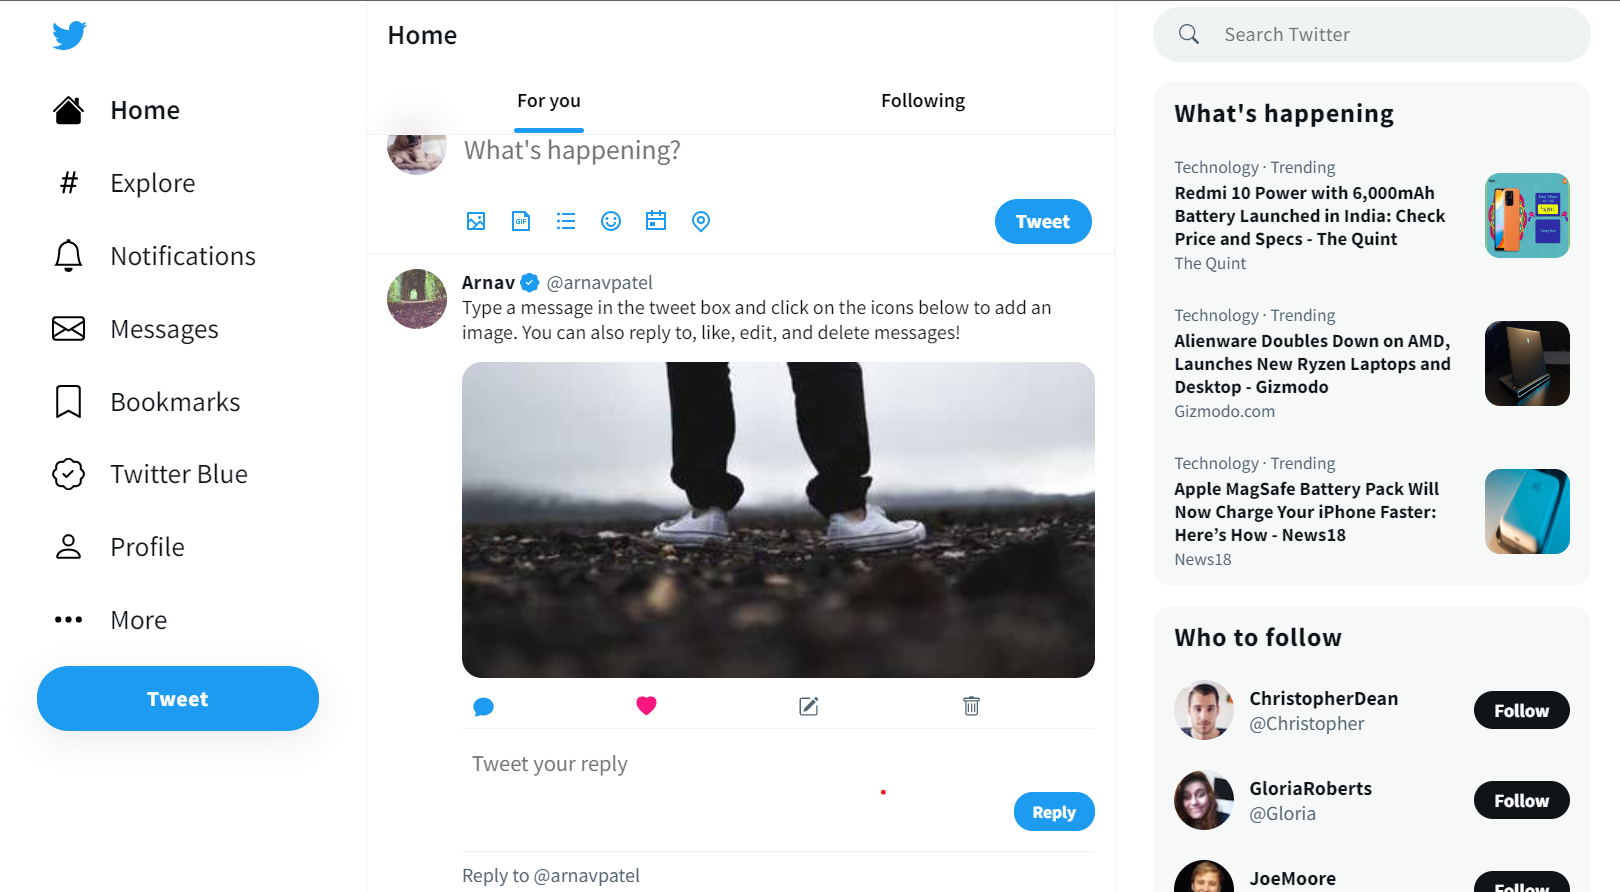 Home
Explore
Notifications
Messages
Bookmarks
Twitter Blue
Profile
More
Tweet
Home
For you
Following
What's happening?
GIF
Tweet
Arnav @arnavpatel
Type a message in the tweet box and click on the icons below to add an
image. You can also reply to, like, edit, and delete messages!
Tweet your reply
Reply
Reply to @arnavpatel
Search Twitter
What's happening
Technology · Trending
Redmi 10 Power with 6,000mAh
Battery Launched in India: Check
Price and Specs - The Quint
The Quint
Technology · Trending
Alienware Doubles Down on AMD,
Launches New Ryzen Laptops and
Desktop - Gizmodo
Gizmodo.com
Technology · Trending
Apple MagSafe Battery Pack Will
Now Charge Your iPhone Faster:
Here’s How - News18
News18
Who to follow
ChristopherDean
@Christopher
Follow
GloriaRoberts
@Gloria
Follow
JoeMoore
Follow